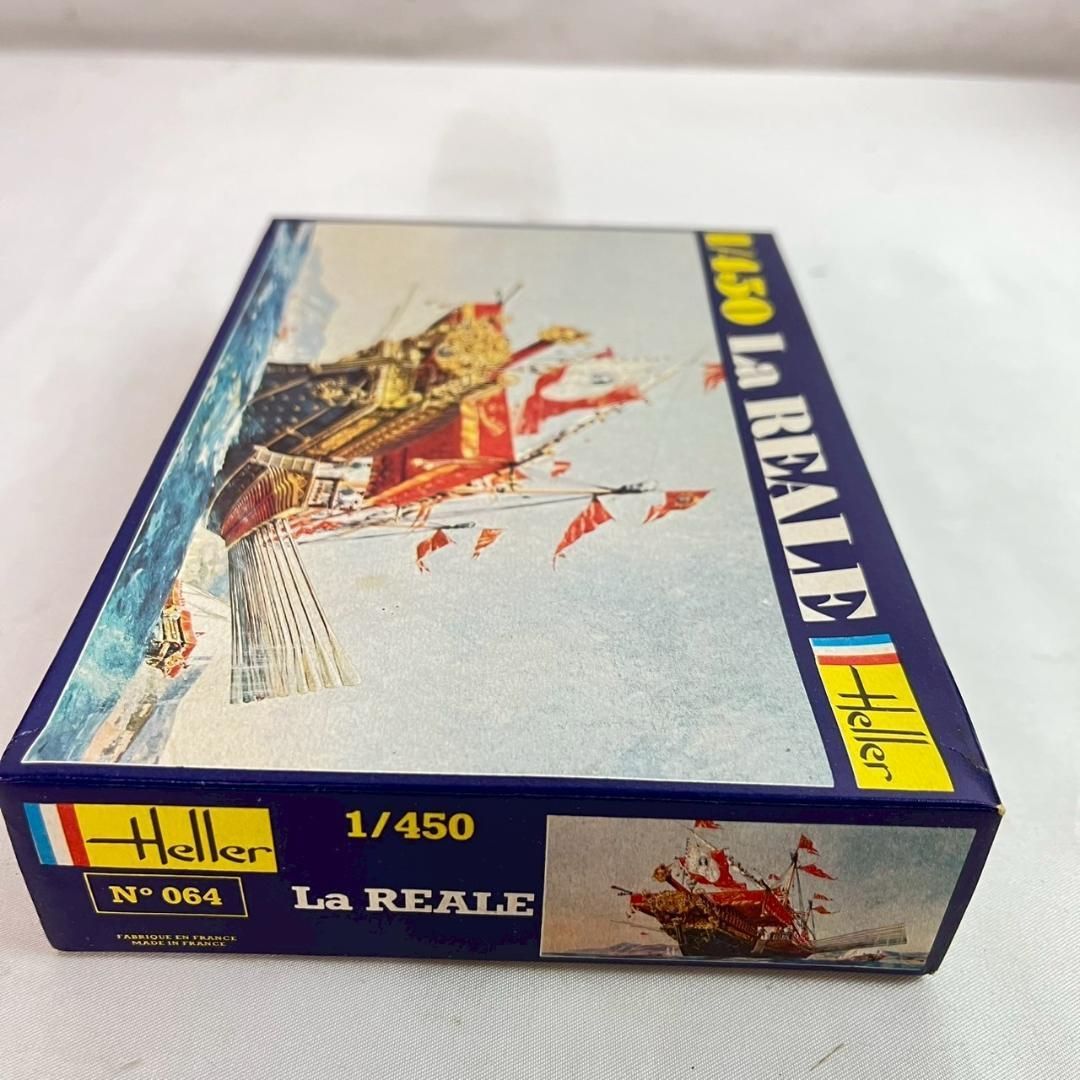 1/450 La REALE
Heller
Heller
N° 064
FABRIQUE EN FRANCE
MADE IN FRANCE
1/450
La REALE